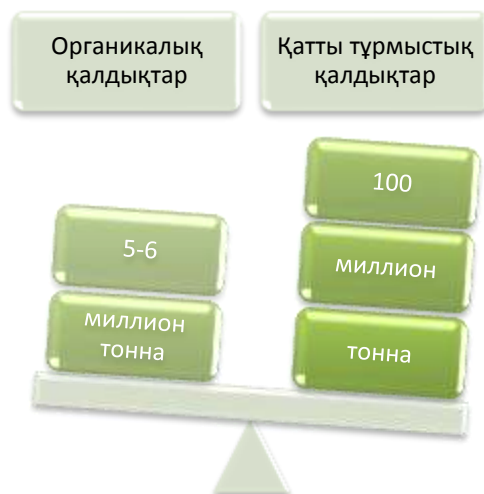 Органикалық
қалдықтар
Қатты тұрмыстық
қалдықтар
5-6
миллион
тонна
100
миллион
тонна